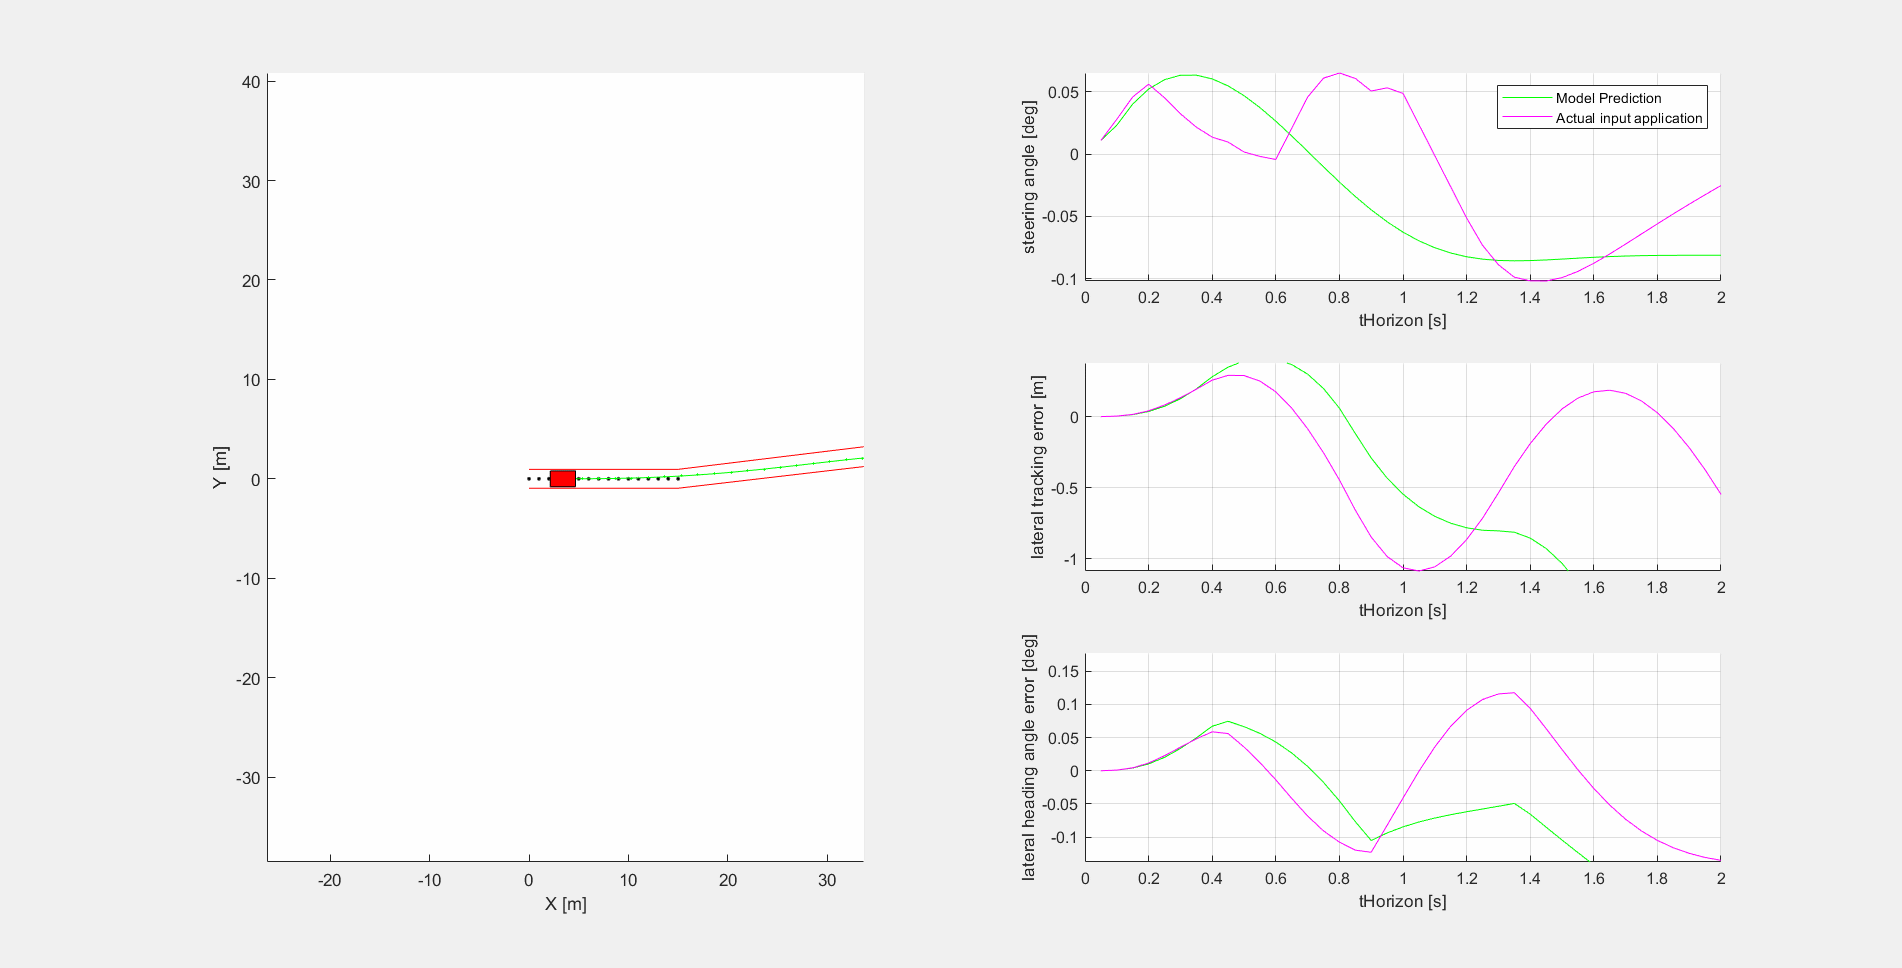 40
30
20
10
0
-10
-20
-30
Y [m]
-20 -10 0 10 20 30
X [m]
steering angle [deg]
0.05
0
-0.05
-0.1
Model Prediction
Actual input application
0 0.2 0.4 0.6 0.8 1 1.2 1.4 1.6 1.8 2
tHorizon [s]
lateral tracking error [m]
0
-0.5
-1
0 0.2 0.4 0.6 0.8 1 1.2 1.4 1.6 1.8 2
tHorizon [s]
lateral heading angle error [deg]
0.15
0.1
0.05
0
-0.05
-0.1
0 0.2 0.4 0.6 0.8 1 1.2 1.4 1.6 1.8 2
tHorizon [s]